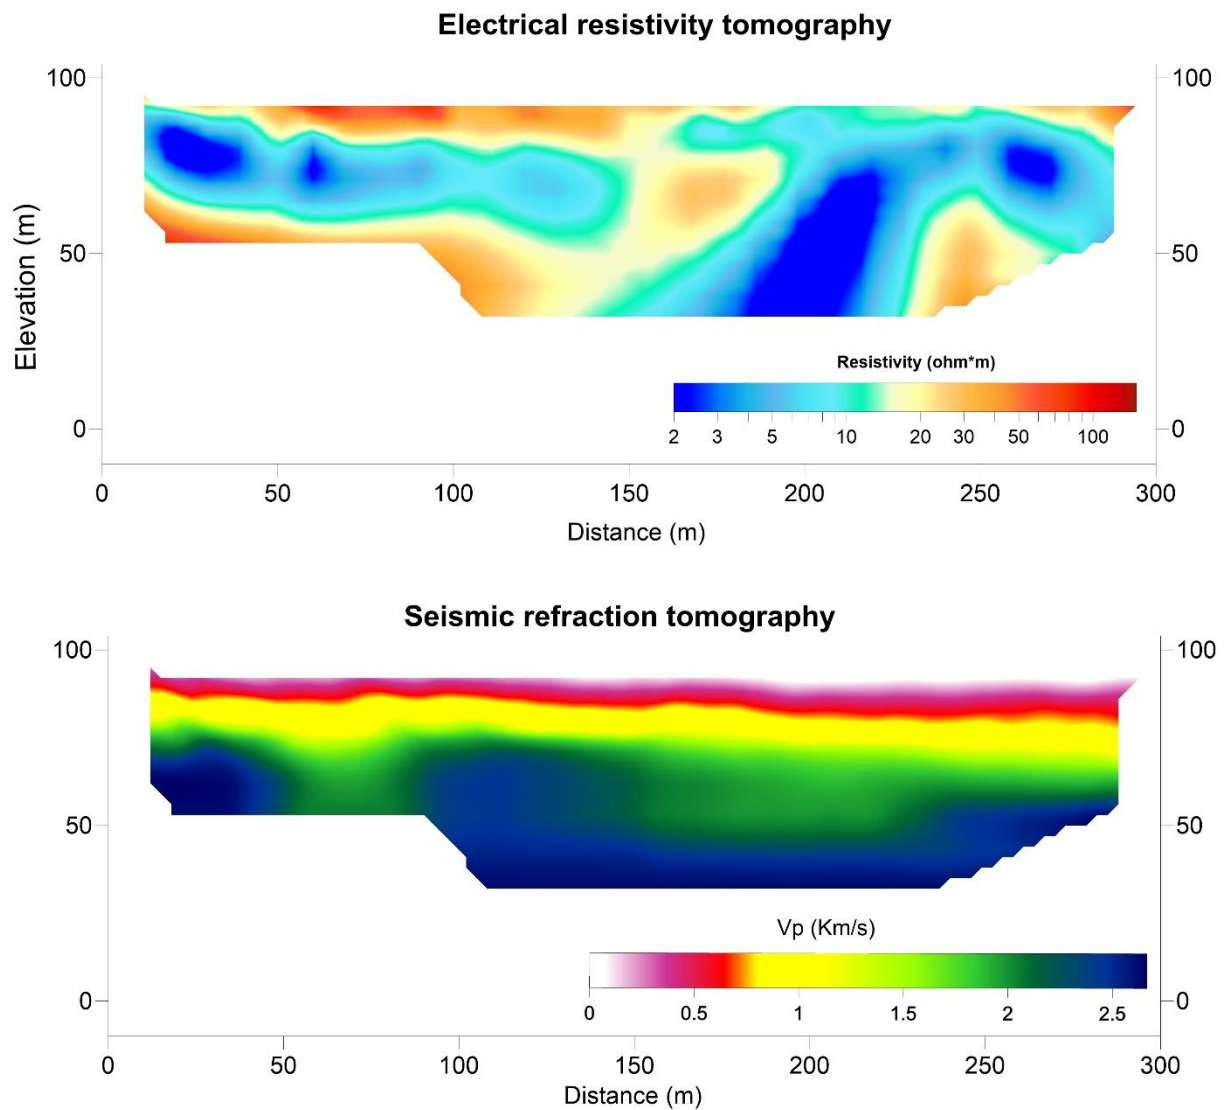 Electrical resistivity tomography
100
100
50
50
0
0
Elevation (m)
Resistivity (ohm*m)
2 3 5 10 20 30 50 100
0 50 100 150 200 250 300
Distance (m)
Seismic refraction tomography
100
100
50
50
0
0
Vp (Km/s)
0 0.5 1 1.5 2 2.5
0 50 100 150 200 250 300
Distance (m)